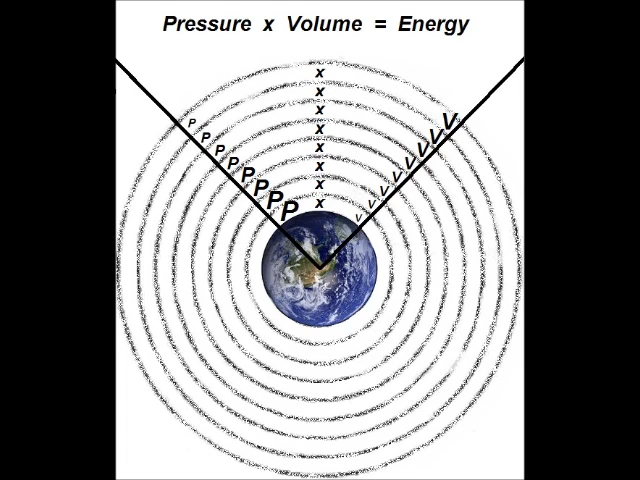 Pressure x Volume = Energy
P P P P P P P P
x x x x x x x x
V V V V V V V V